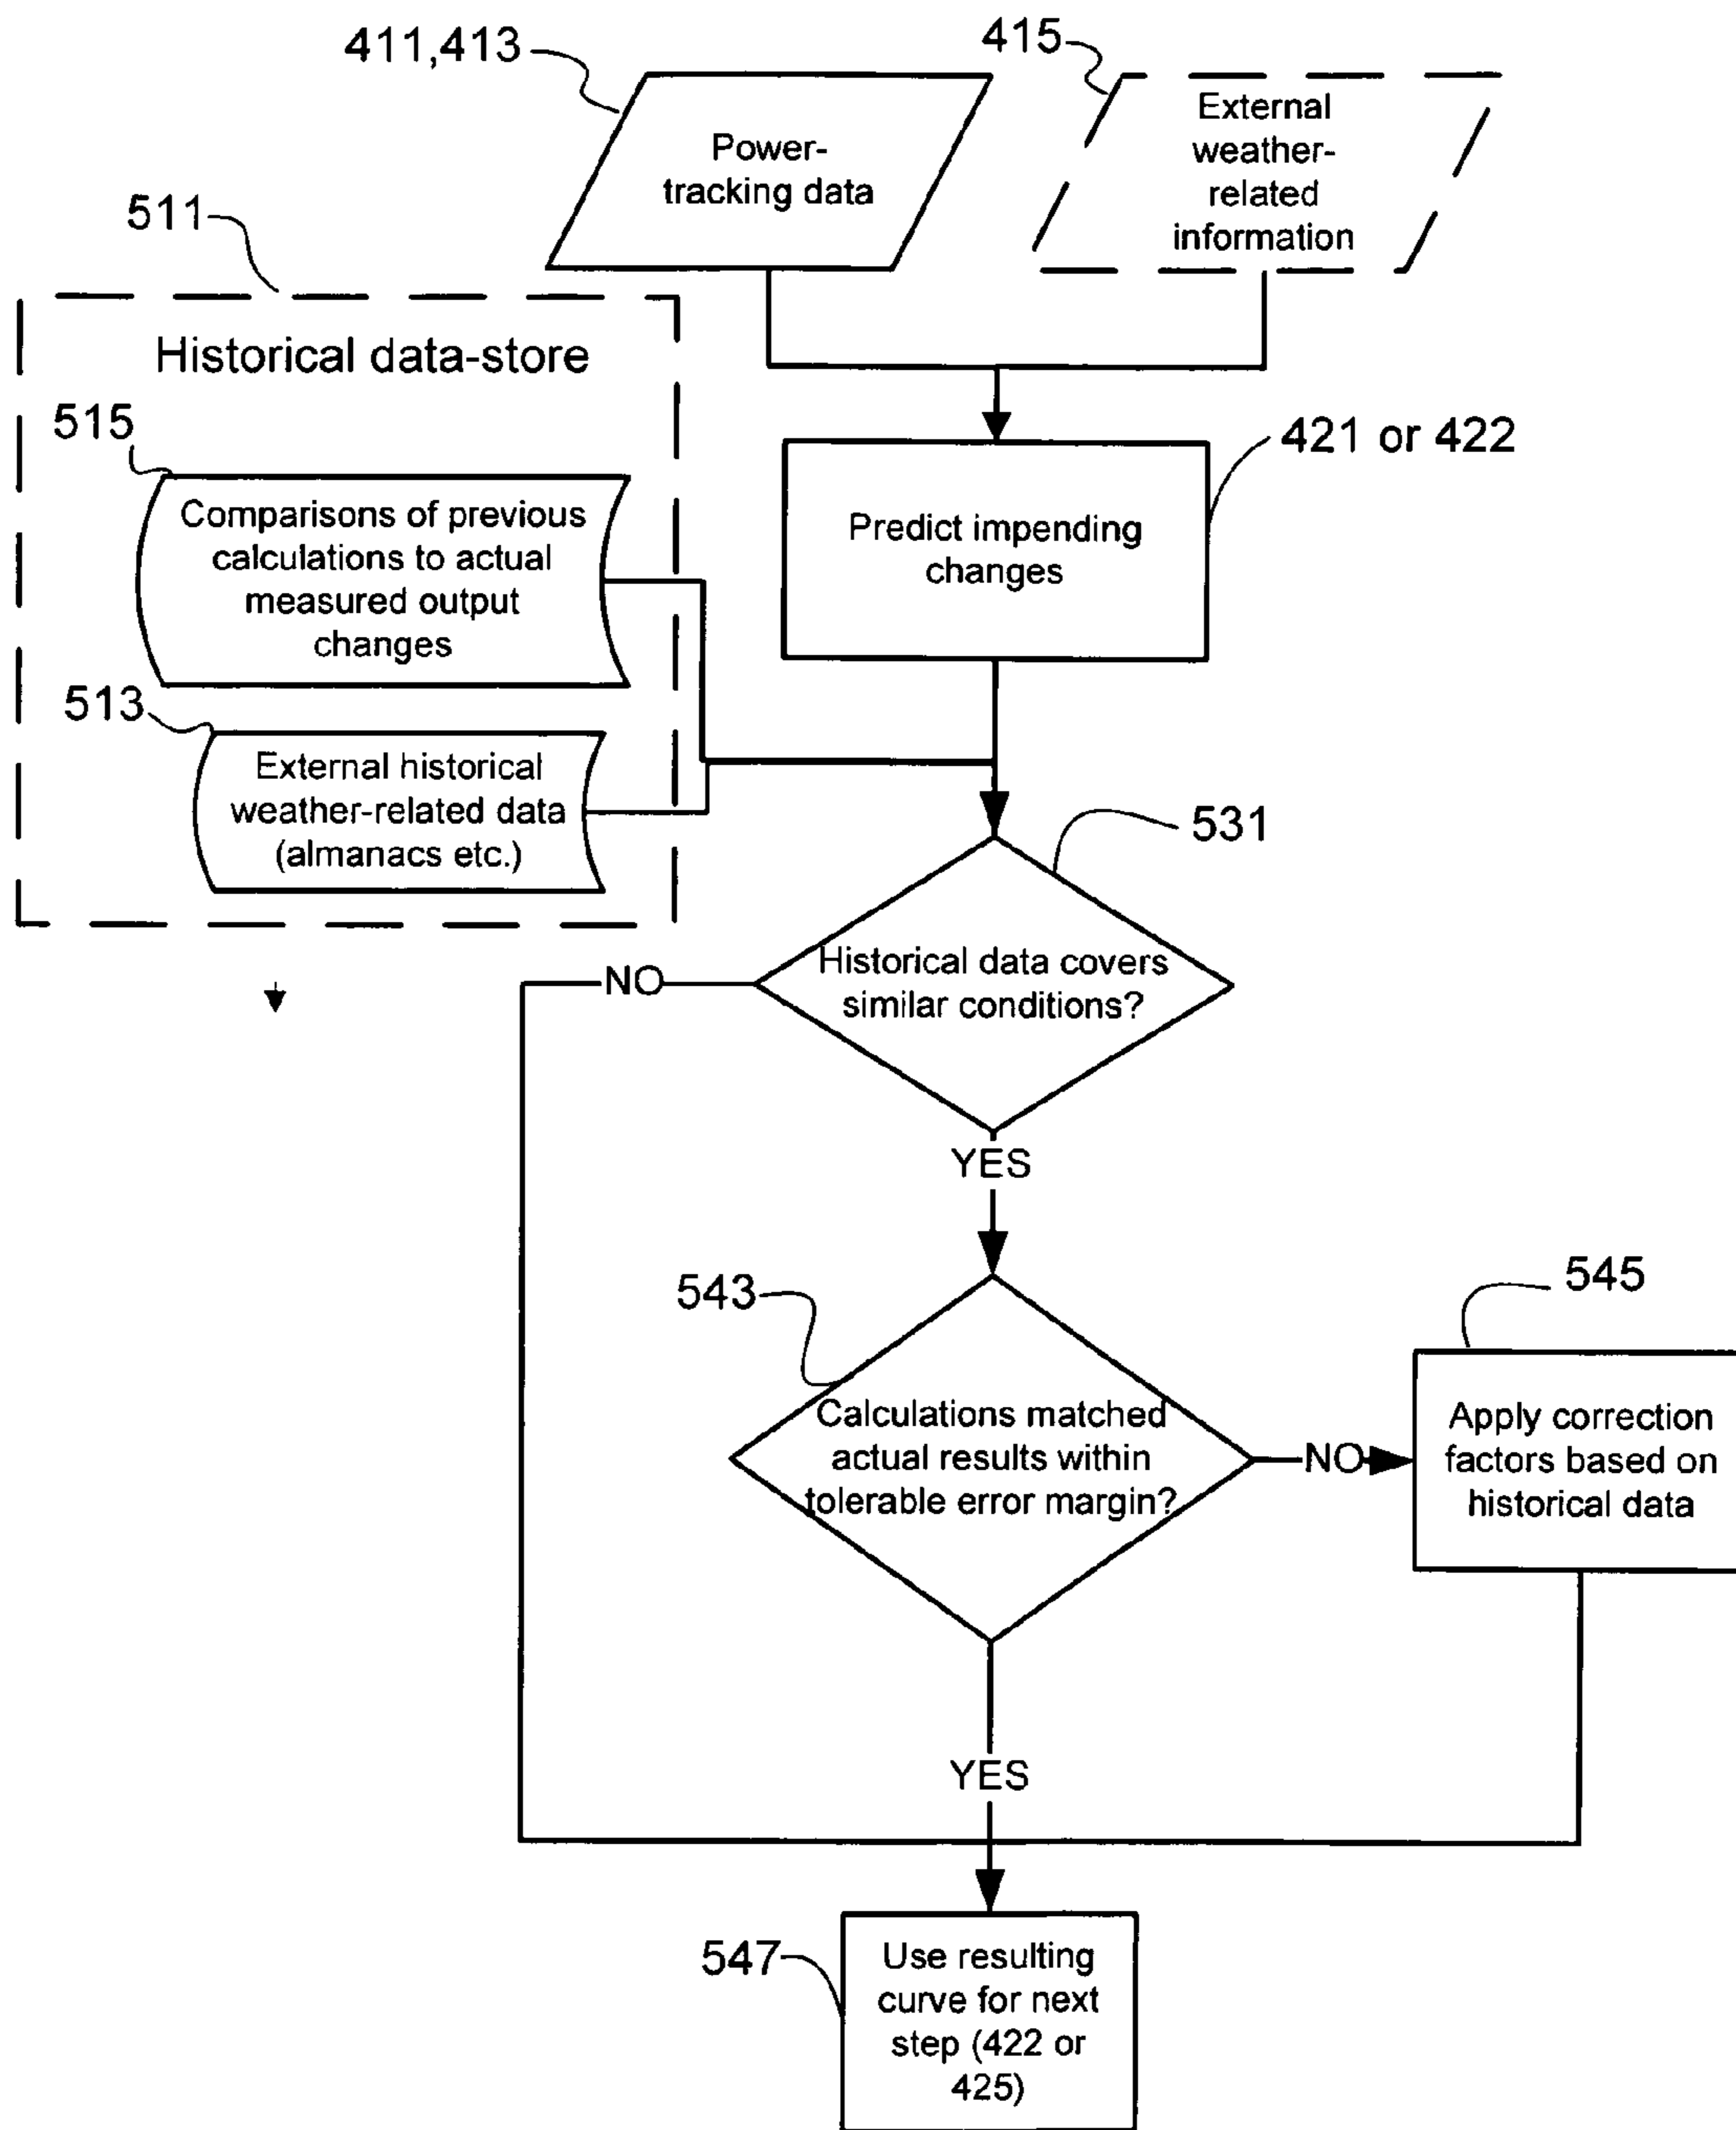 411,413
415
Power-
tracking data
External
weather-
related
information
511
Historical data-store
515
Comparisons of previous
calculations to actual
measured output
changes
421 or 422
Predict impending
changes
513
External historical
weather-related data
(almanacs etc.)
531
Historical data covers
similar conditions?
NO
YES
543
Calculations matched
actual results within
tolerable error margin?
NO
545
Apply correction
factors based on
historical data
YES
547
Use resulting
curve for next
step (422 or
425)